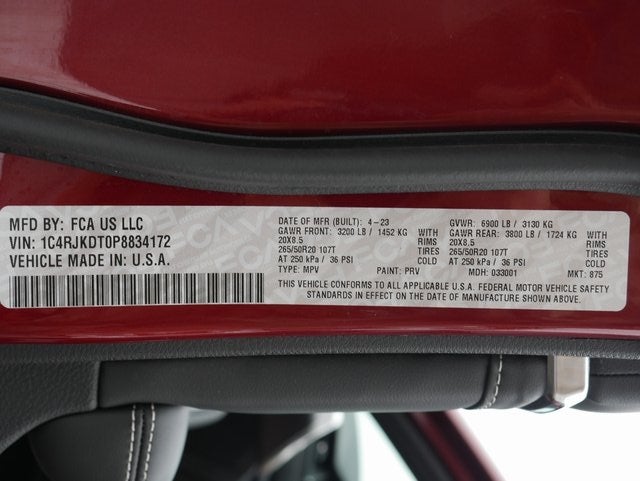 MFD BY: FCA US LLC
VIN: 1C4RJKDT0P8834172
VEHICLE MADE IN: U.S.A.
DATE OF MFR (BUILT): 4-23 GVWR: 6900 LB / 3130 KG
GAWR FRONT: 3200 LB / 1452 KG GAWR REAR: 3800 LB / 1724 KG
20X8.5 RIMS 20X8.5 RIMS
265/50R20 107T TIRES 265/50R20 107T TIRES
AT 250 kPa / 36 PSI COLD AT 250 kPa / 36 PSI COLD
TYPE: MPV PAINT: PRV MDH: 033001 MKT: 875
THIS VEHICLE CONFORMS TO ALL APPLICABLE U.S.A. FEDERAL MOTOR VEHICLE SAFETY
STANDARDS IN EFFECT ON THE DATE OF MANUFACTURE SHOWN ABOVE.